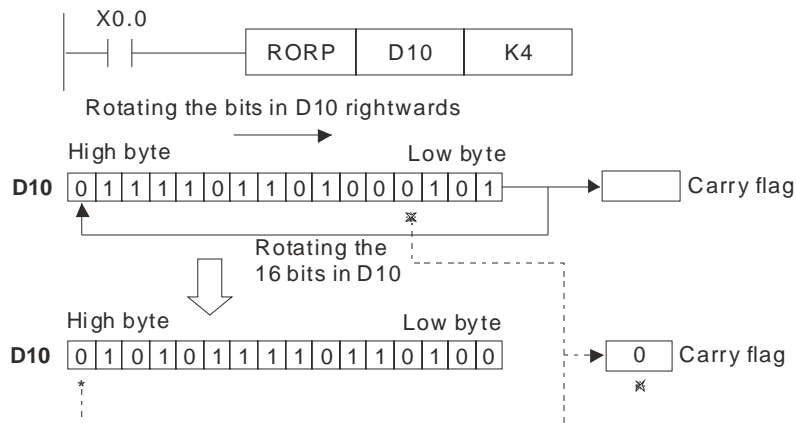 X0.0
RORP D10 K4
Rotating the bits in D10 rightwards
High byte Low byte
D10 0 1 1 1 1 0 1 1 0 1 0 0 0 1 0 1 Carry flag
※
Rotating the
16 bits in D10
High byte Low byte
D10 0 1 0 1 0 1 1 1 1 0 1 1 0 1 0 0 0 Carry flag
* ※